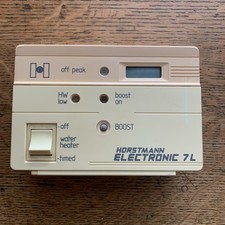 off peak
HW
low
boost
on
off
water
heater
timed
BOOST
HORSTMANN
ELECTRONIC 7L